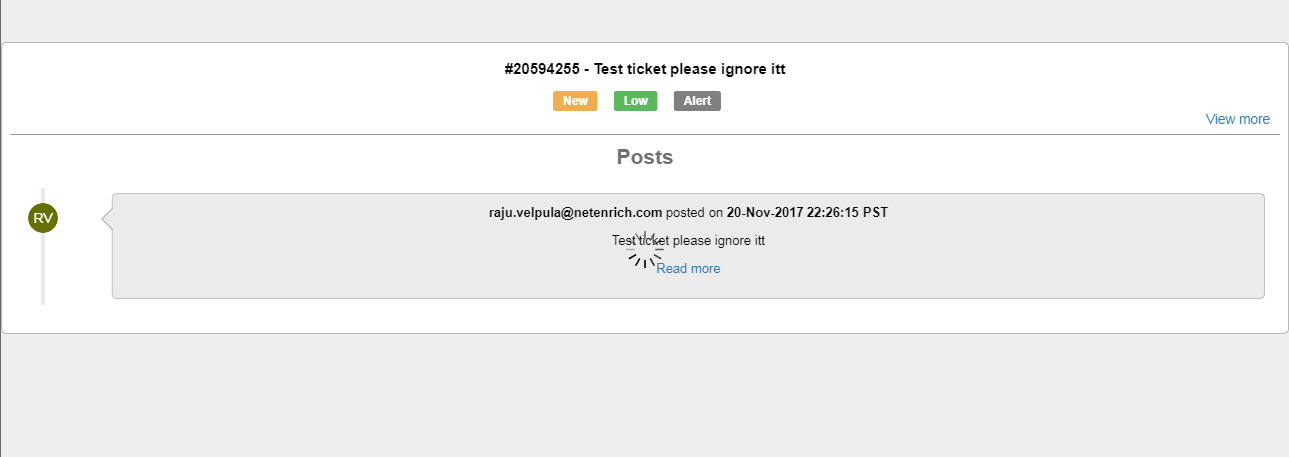 #20594255 - Test ticket please ignore itt
New Low Alert
View more
Posts
RV
raju.velpula@netenrich.com posted on 20-Nov-2017 22:26:15 PST
Test ticket please ignore itt
Read more